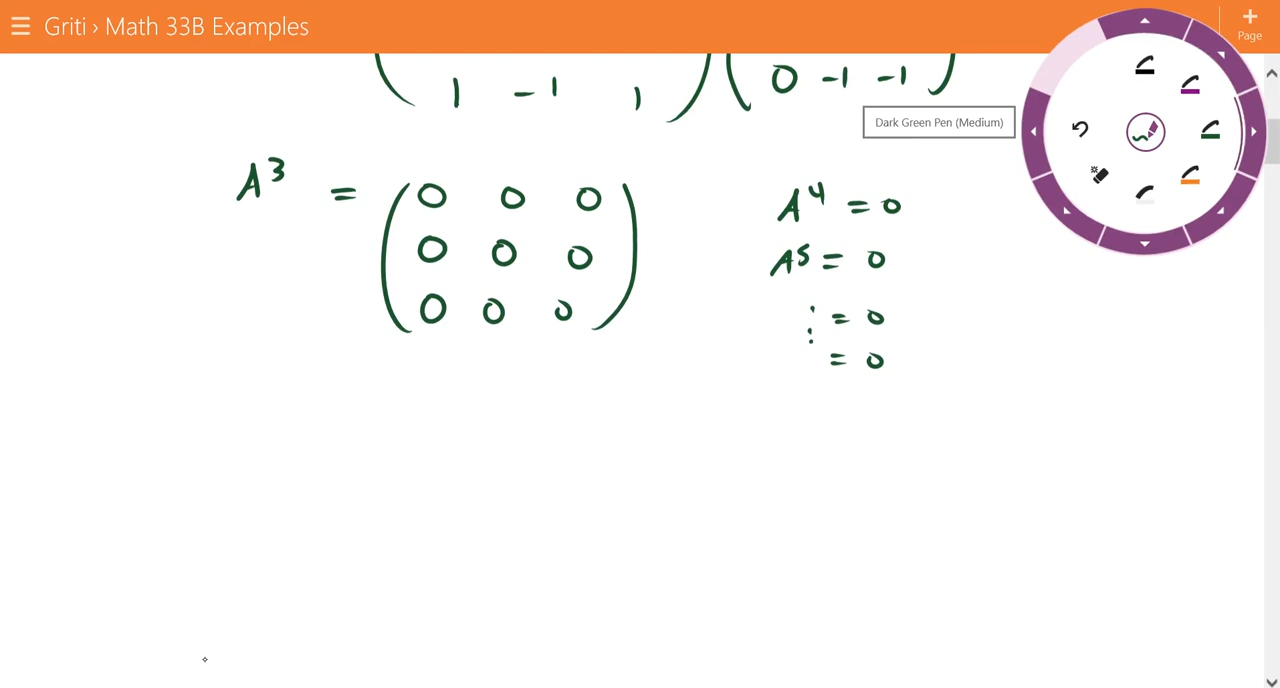 Griti › Math 33B Examples
Page
1 -1 1 ) ( 0 -1 -1 )
Dark Green Pen (Medium)
A³ = ( 0 0 0
0 0 0
0 0 0 )
A⁴ = 0
A⁵ = 0
⋮ = 0
= 0